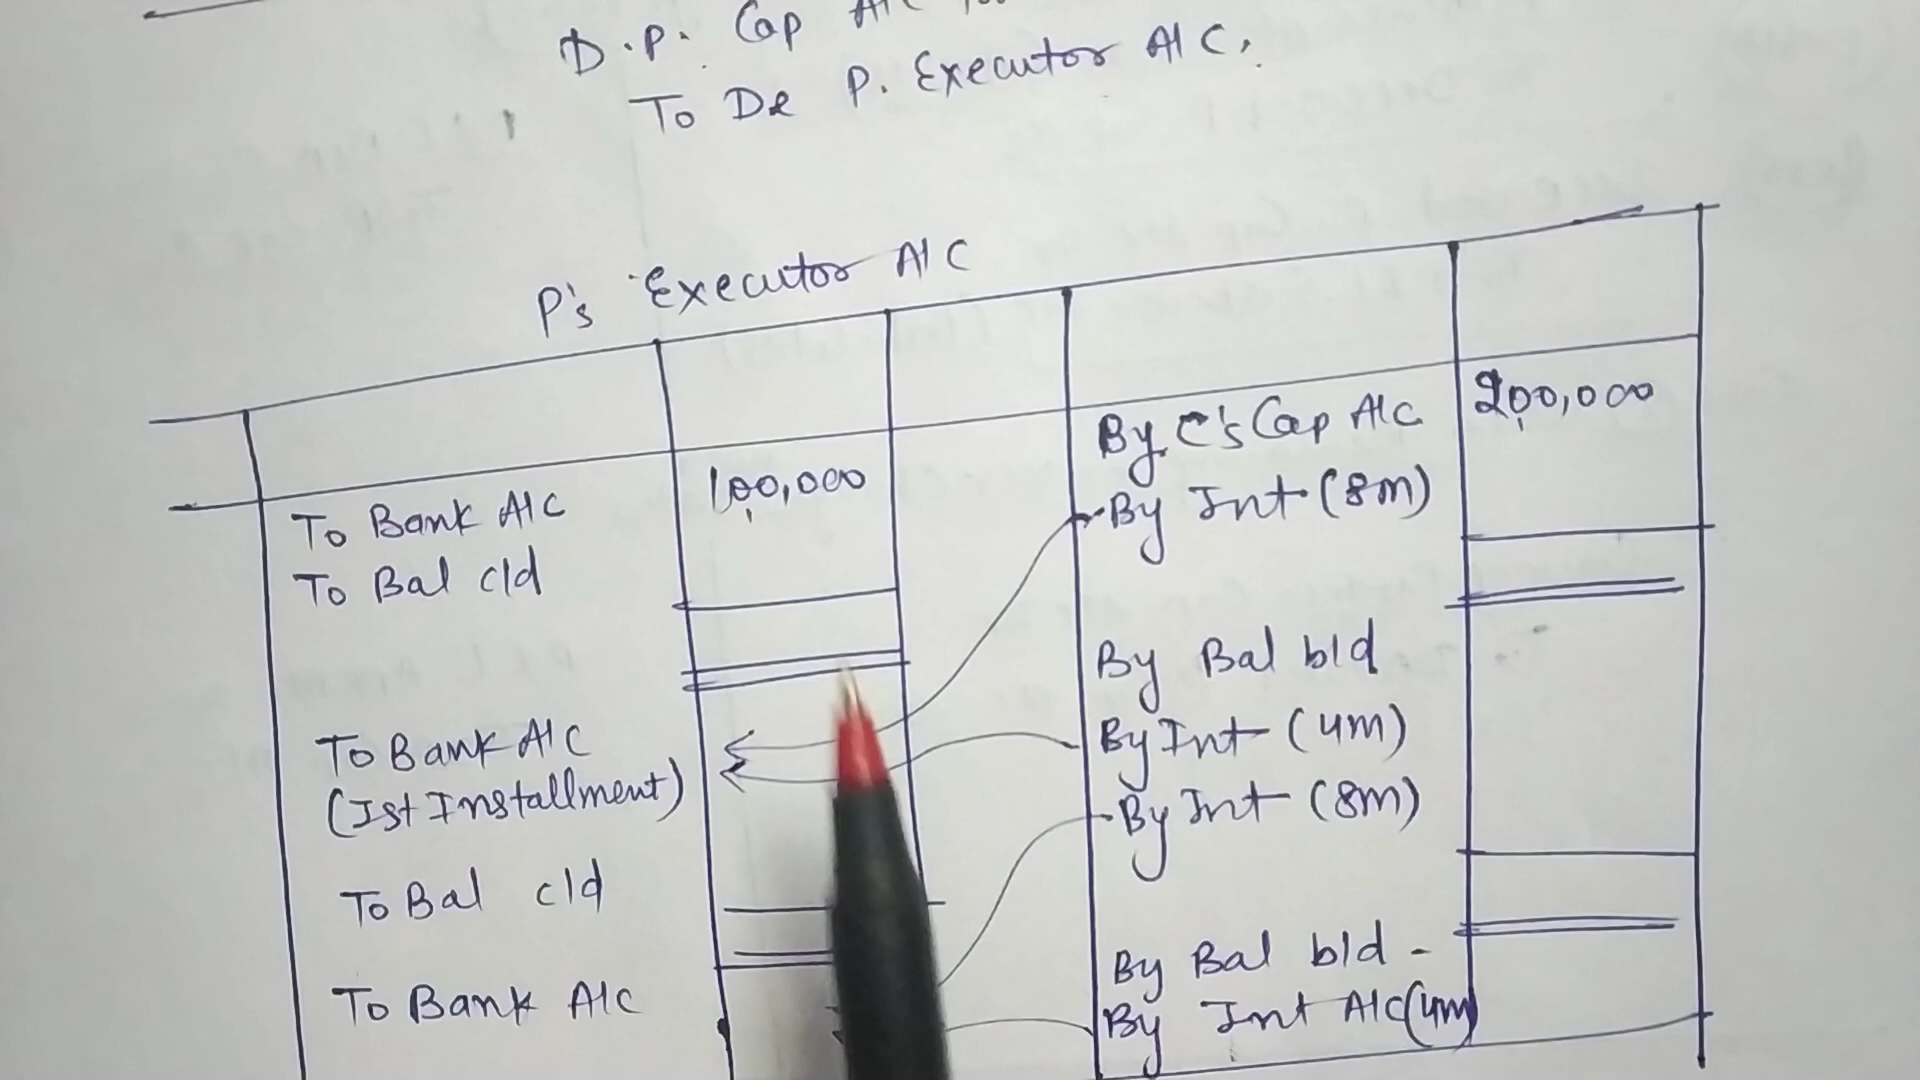 D.P. Cap A/C
To De P. Executor A/C.
P's Executor A/C
To Bank A/C 100,000
To Bal c/d
To Bank A/C
(Ist Installment)
To Bal c/d
To Bank A/C
By C's Cap A/C 200,000
By Int (8m)
By Bal b/d
By Int (4m)
By Int (8m)
By Bal b/d -
By Int A/C (4m)